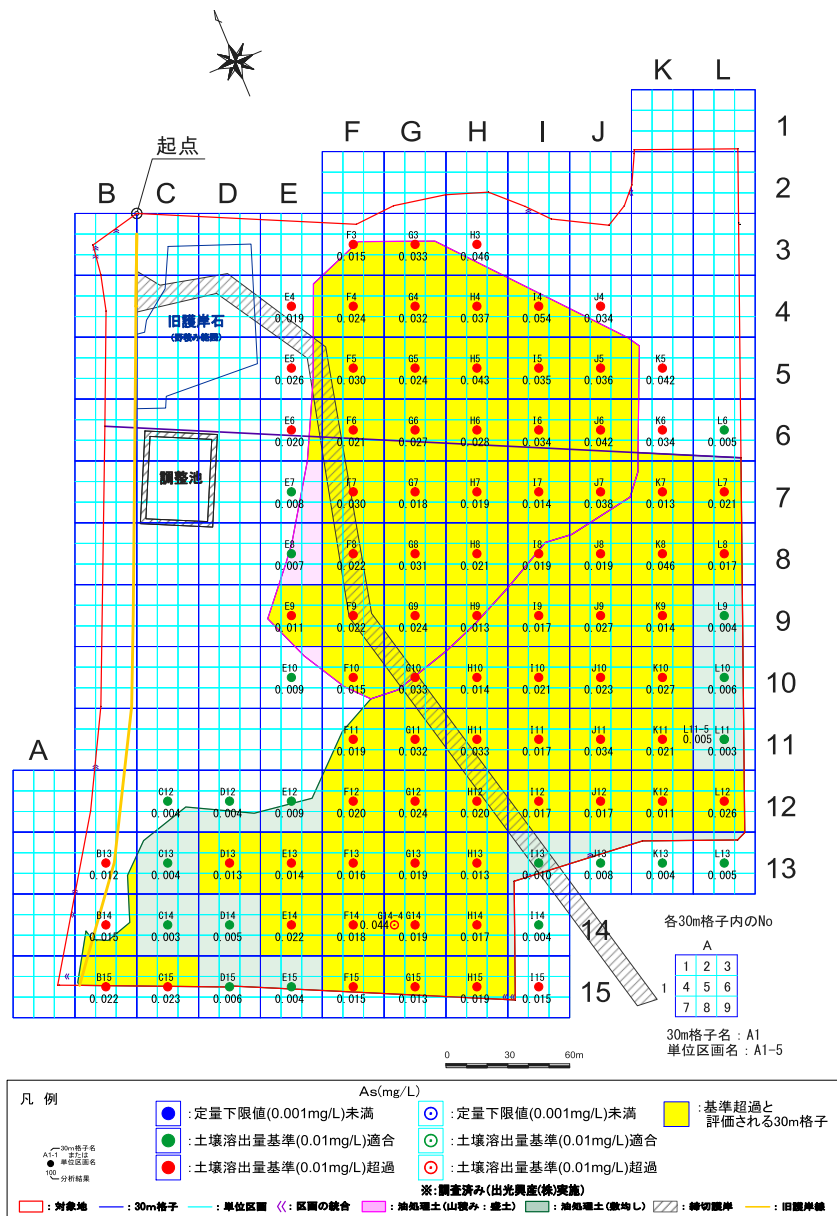 K L
1
F G H I J
起点
2
B C D E
F3 G3 H3
0.015 0.033 0.046
3
E4 F4 G4 H4 I4 J4
0.019 0.024 0.032 0.037 0.054 0.034
4
旧護岸石
(野積み範囲)
E5 F5 G5 H5 I5 J5 K5
0.026 0.030 0.024 0.043 0.035 0.036 0.042
5
E6 F6 G6 H6 I6 J6 K6 L6
0.020 0.021 0.027 0.028 0.034 0.042 0.034 0.005
6
調整池
E7 F7 G7 H7 I7 J7 K7 L7
0.008 0.030 0.018 0.019 0.014 0.038 0.013 0.021
7
E8 F8 G8 H8 I8 J8 K8 L8
0.007 0.022 0.031 0.021 0.016 0.019 0.046 0.017
8
E9 F9 G9 H9 I9 J9 K9 L9
0.011 0.022 0.024 0.013 0.017 0.027 0.014 0.004
9
E10 F10 G10 H10 I10 J10 K10 L10
0.009 0.015 0.033 0.014 0.021 0.023 0.027 0.006
10
F11 G11 H11 I11 J11 K11 L11-5 L11
0.019 0.032 0.033 0.017 0.034 0.021 0.005 0.003
11
A
C12 D12 E12 F12 G12 H12 I12 J12 K12 L12
0.004 0.004 0.009 0.020 0.024 0.020 0.017 0.017 0.011 0.026
12
B13 C13 D13 E13 F13 G13 H13 I13 J13 K13 L13
0.012 0.004 0.013 0.014 0.016 0.019 0.013 0.010 0.008 0.004 0.005
13
B14 C14 D14 E14 F14 G14-4 G14 H14 I14
0.015 0.003 0.005 0.022 0.018 0.044 0.019 0.017 0.004
14
B15 C15 D15 E15 F15 G15 H15 I15
0.022 0.023 0.006 0.004 0.015 0.013 0.019 0.015
15
各30m格子内のNo
A
1 2 3
1 4 5 6
7 8 9
30m格子名:A1
単位区画名:A1-5
0 30 60m
凡 例
As(mg/L)
30m格子名
A1-1 または
単位区画名
100
分析結果
:定量下限値(0.001mg/L)未満
:土壌溶出量基準(0.01mg/L)適合
:土壌溶出量基準(0.01mg/L)超過
:定量下限値(0.001mg/L)未満
:土壌溶出量基準(0.01mg/L)適合
:土壌溶出量基準(0.01mg/L)超過
:基準超過と
評価される30m格子
※:調査済み(出光興産(株)実施)
:対象地 :30m格子 :単位区画 :区画の統合 :油処理土(山積み:盛土) :油処理土(敷均し) :締切護岸 :旧護岸線